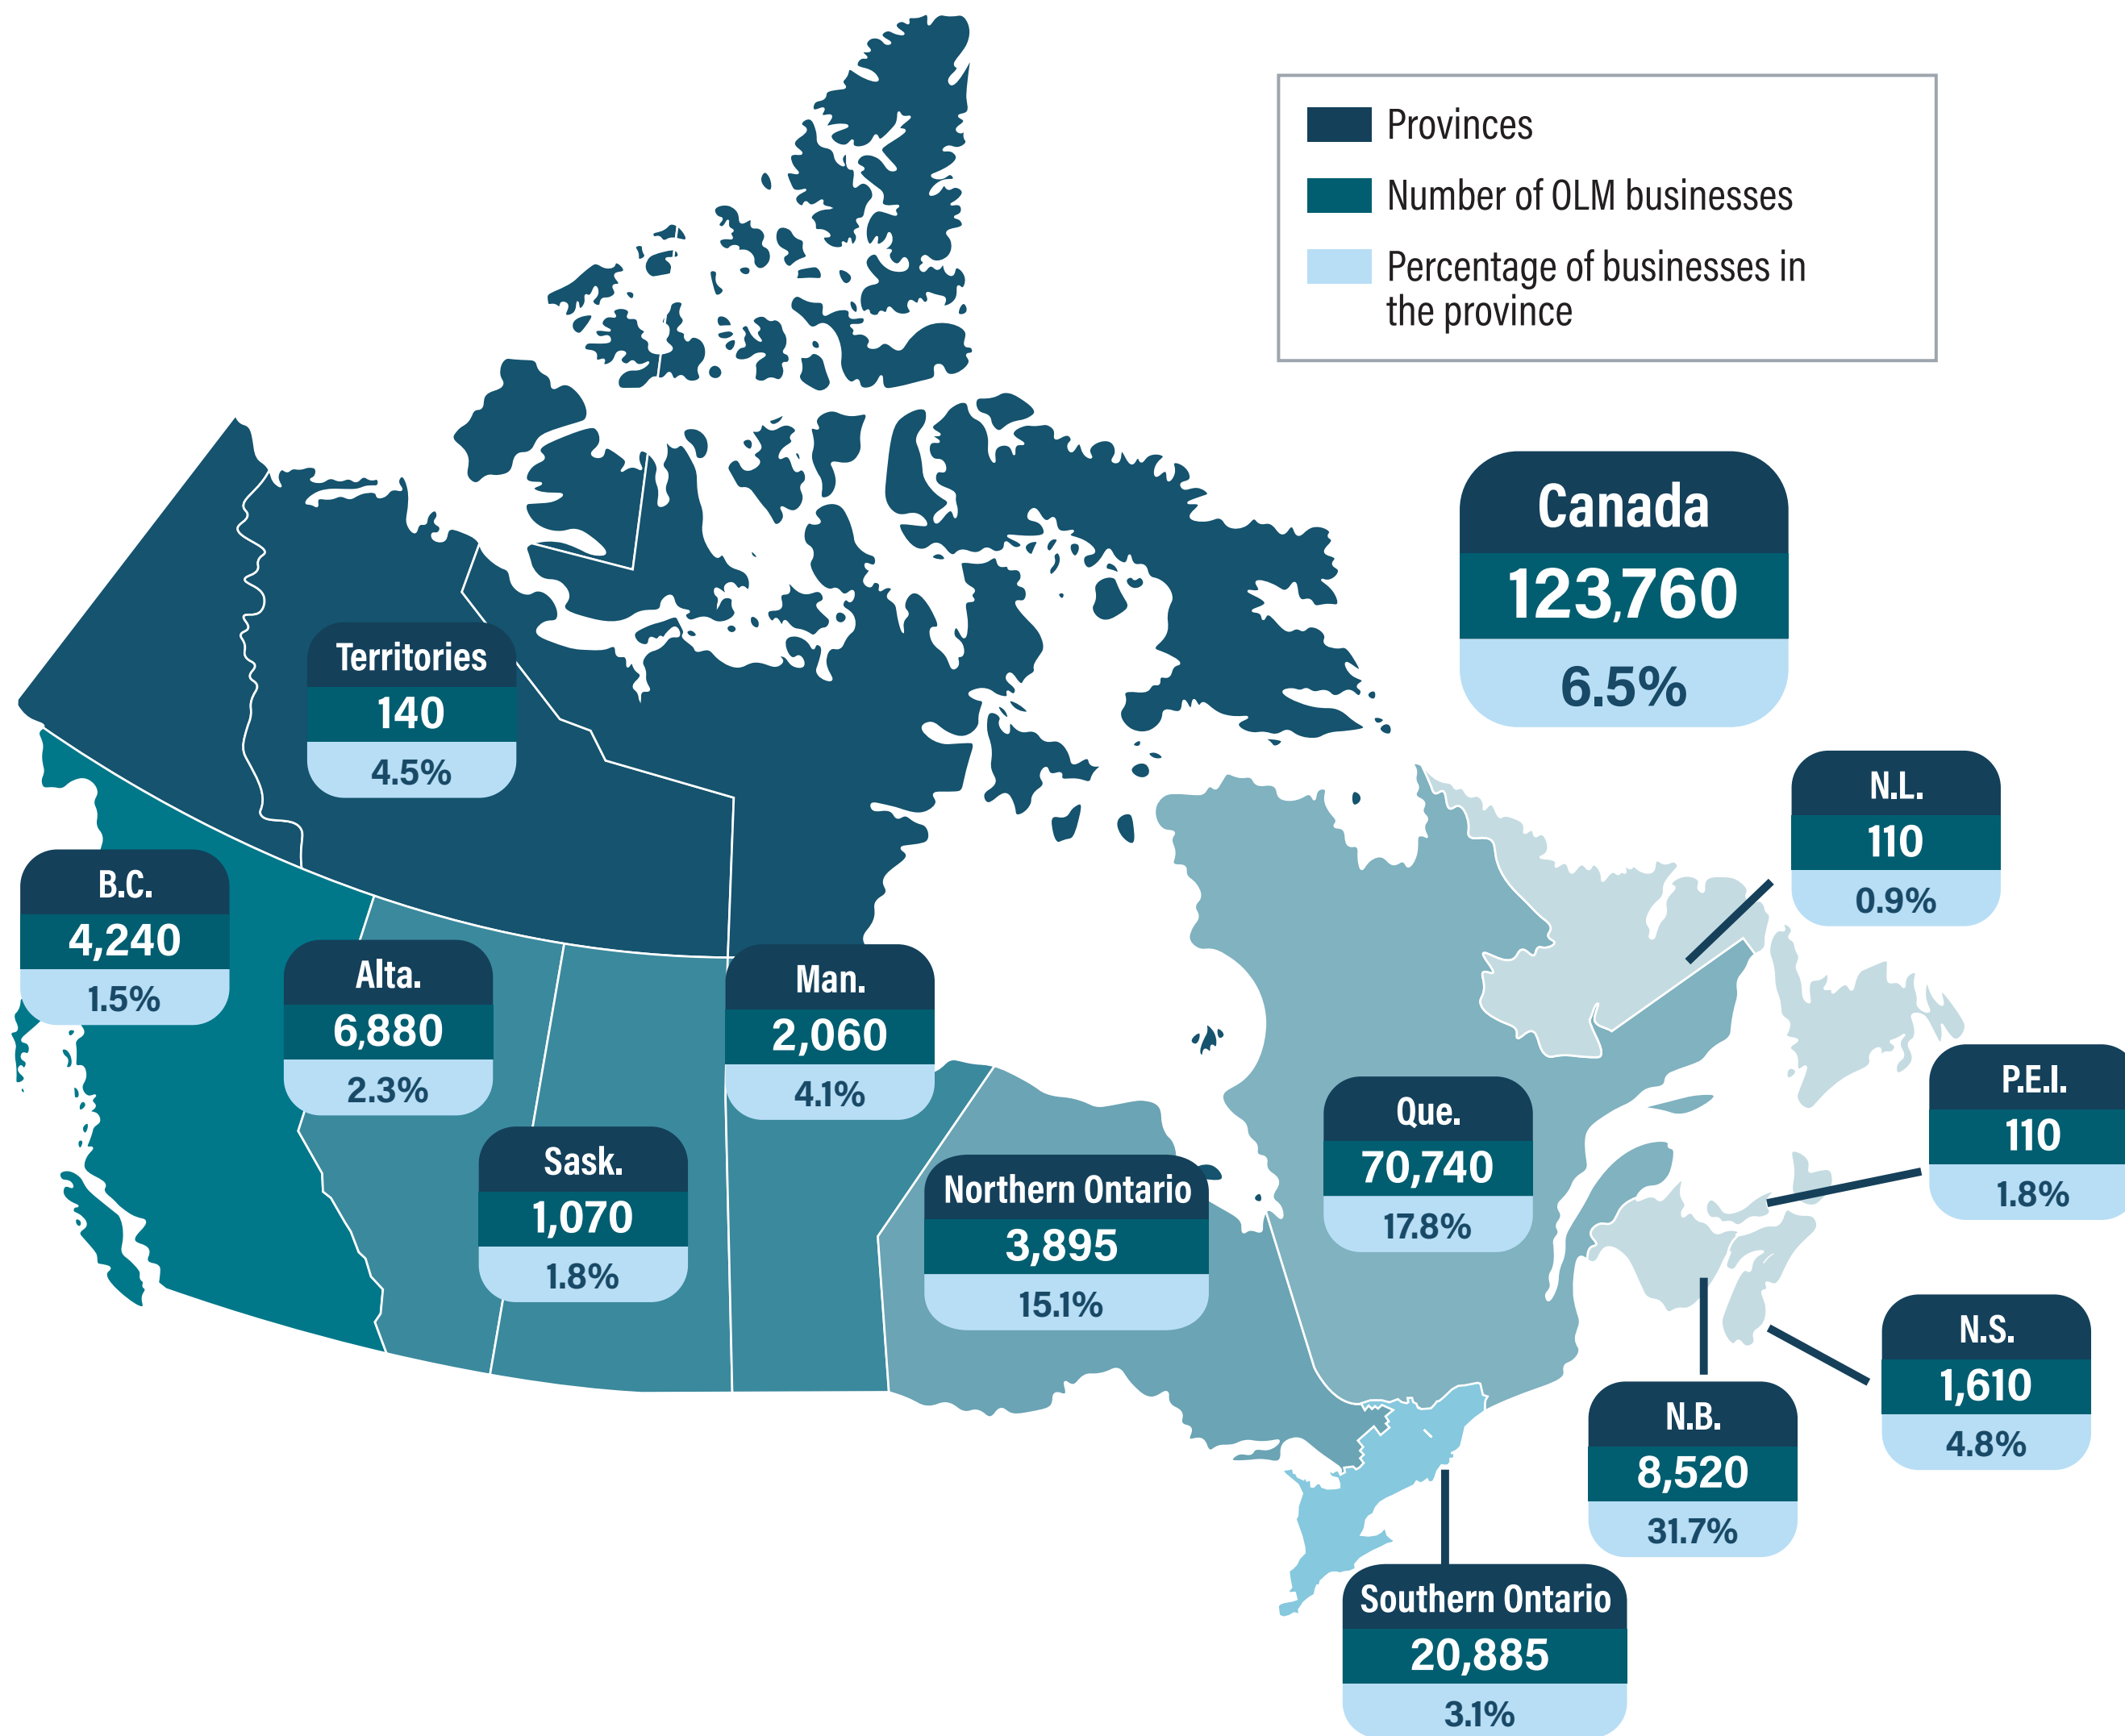 Provinces
Number of OLM businesses
Percentage of businesses in
the province
Canada
123,760
6.5%
Territories
140
4.5%
N.L.
110
0.9%
B.C.
4,240
1.5%
Alta.
6,880
2.3%
Man.
2,060
4.1%
P.E.I.
110
1.8%
Que.
70,740
17.8%
Sask.
1,070
1.8%
Northern Ontario
3,895
15.1%
N.S.
1,610
4.8%
N.B.
8,520
31.7%
Southern Ontario
20,885
3.1%